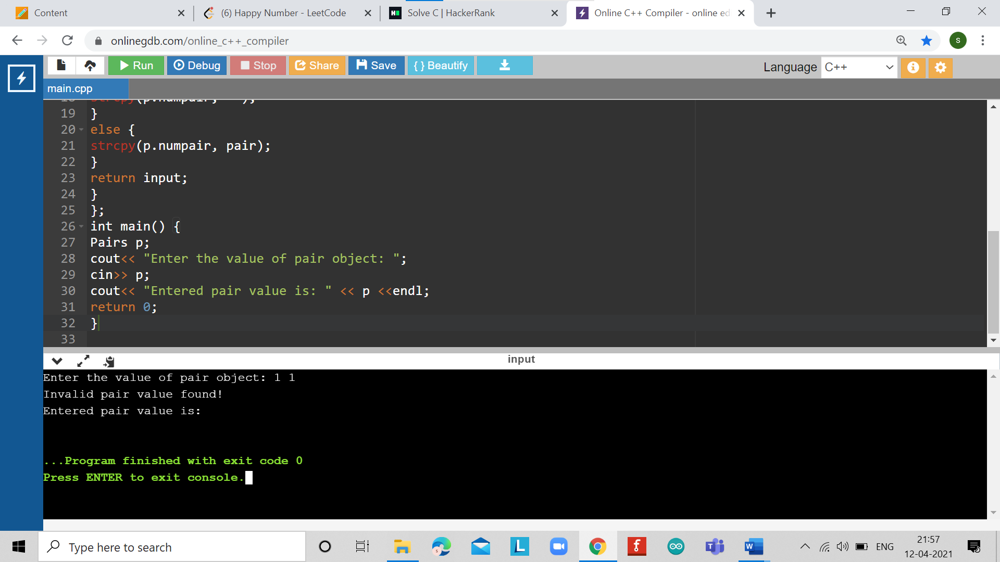 Content
(6) Happy Number - LeetCode
Solve C | HackerRank
Online C++ Compiler - online ed
onlinegdb.com/online_c++_compiler
S
Run
Debug
Stop
Share
Save
{ } Beautify
Language
C++
main.cpp
19 }
20 else {
21 strcpy(p.numpair, pair);
22 }
23 return input;
24 }
25 };
26 int main() {
27 Pairs p;
28 cout<< "Enter the value of pair object: ";
29 cin>> p;
30 cout<< "Entered pair value is: " << p <<endl;
31 return 0;
32 }
33
input
Enter the value of pair object: 1 1
Invalid pair value found!
Entered pair value is:
...Program finished with exit code 0
Press ENTER to exit console.
Type here to search
ENG
21:57
12-04-2021